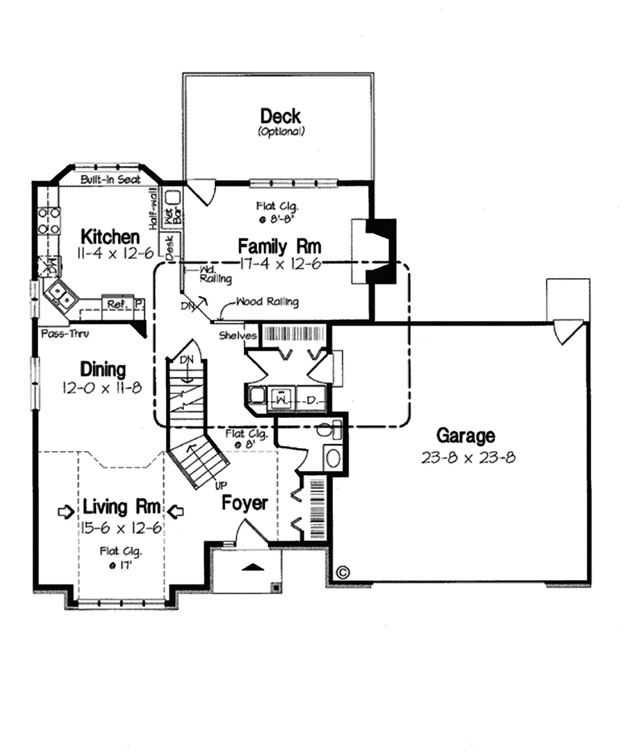 Deck
(Optional)
Built-In Seat
Half-Wall
Wet
Bar
Flat Clg.
@ 8'-8"
Kitchen
11-4 x 12-6
Desk
Family Rm
17-4 x 12-6
Wd.
Railing
DW
DN
Wood Railing
Ref.
P
Pass-Thru
Shelves
Dining
12-0 x 11-8
DN
W.
D.
Flat Clg.
@ 8'
Garage
23-8 x 23-8
UP
Living Rm
15-6 x 12-6
Foyer
Flat Clg.
@ 17'
©